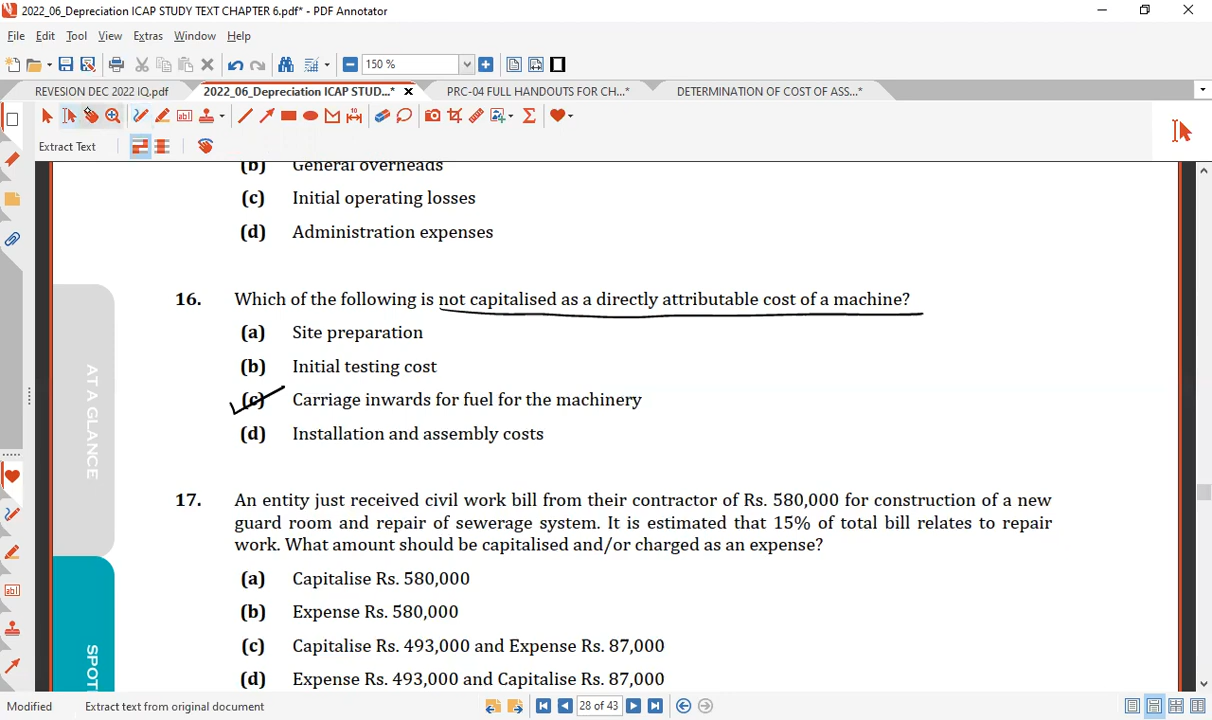 2022_06_Depreciation ICAP STUDY TEXT CHAPTER 6.pdf* - PDF Annotator
File Edit Tool View Extras Window Help
150 %
REVESION DEC 2022 IQ.pdf 2022_06_Depreciation ICAP STUD...* PRC-04 FULL HANDOUTS FOR CH...* DETERMINATION OF COST OF ASS...*
Extract Text
(b) General overheads
(c) Initial operating losses
(d) Administration expenses
16. Which of the following is not capitalised as a directly attributable cost of a machine?
(a) Site preparation
(b) Initial testing cost
(c) Carriage inwards for fuel for the machinery
(d) Installation and assembly costs
AT A GLANCE
17. An entity just received civil work bill from their contractor of Rs. 580,000 for construction of a new
guard room and repair of sewerage system. It is estimated that 15% of total bill relates to repair
work. What amount should be capitalised and/or charged as an expense?
(a) Capitalise Rs. 580,000
(b) Expense Rs. 580,000
(c) Capitalise Rs. 493,000 and Expense Rs. 87,000
(d) Expense Rs. 493,000 and Capitalise Rs. 87,000
SPOT
Modified Extract text from original document 28 of 43